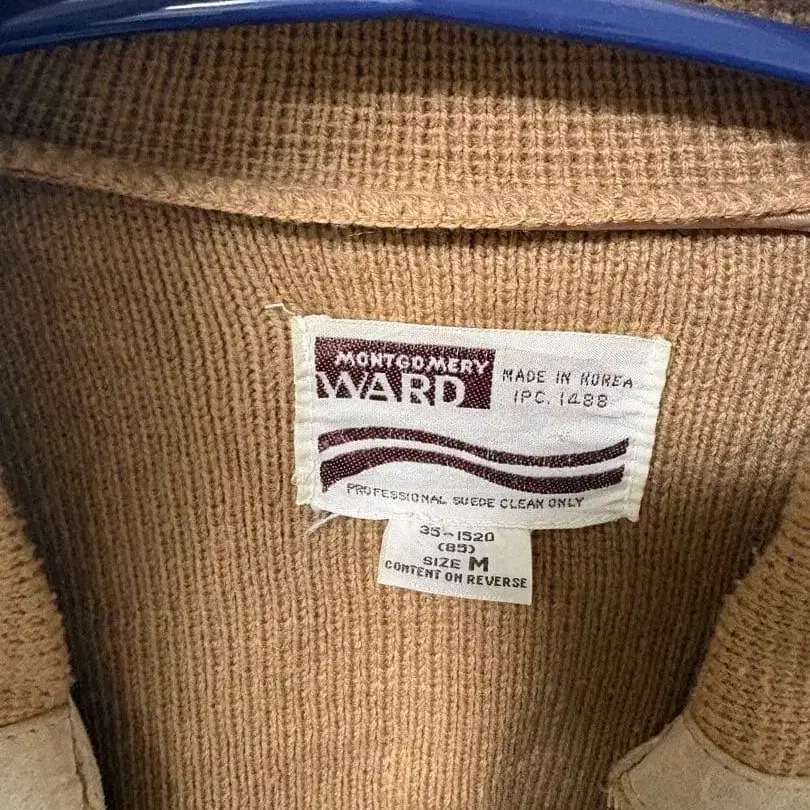 MONTGOMERY
WARD
MADE IN KOREA
IPC. 1488
PROFESSIONAL SUEDE CLEAN ONLY
35-1520
(85)
SIZE M
CONTENT ON REVERSE